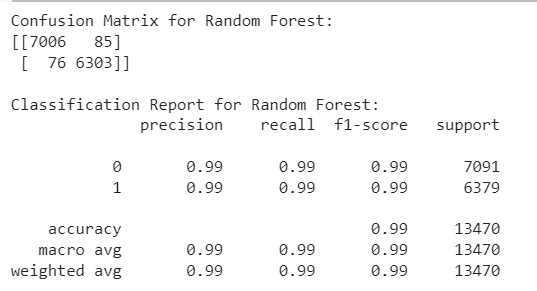 Confusion Matrix for Random Forest:
[[7006   85]
 [  76 6303]]
Classification Report for Random Forest:
              precision    recall  f1-score   support
           0       0.99      0.99      0.99      7091
           1       0.99      0.99      0.99      6379
    accuracy                           0.99     13470
   macro avg       0.99      0.99      0.99     13470
weighted avg       0.99      0.99      0.99     13470